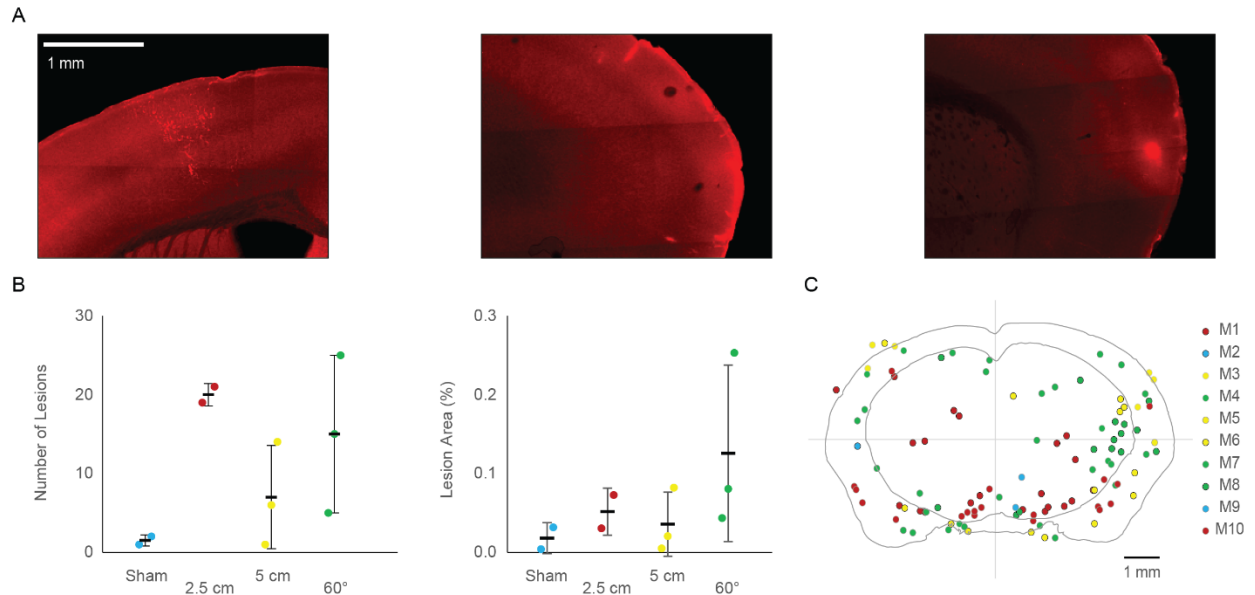 A
1 mm
B
C
30
20
10
0
Number of Lesions
Sham
2.5 cm
5 cm
60°
0.3
0.2
0.1
0.0
Lesion Area (%)
Sham
2.5 cm
5 cm
60°
M1
M2
M3
M4
M5
M6
M7
M8
M9
M10
1 mm